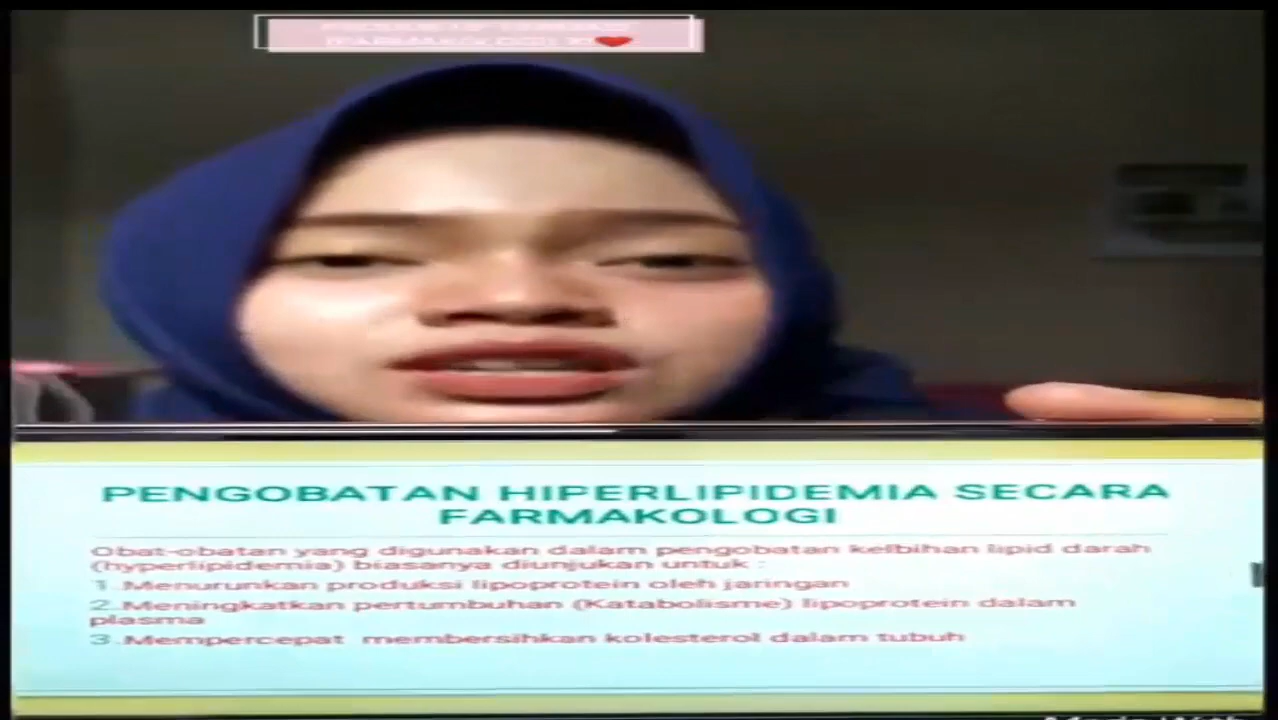 PENGOBATAN HIPERLIPIDEMIA SECARA
FARMAKOLOGI
Obat-obatan yang digunakan dalam pengobatan kelbihan lipid darah
(hyperlipidemia) biasanya diunjukan untuk :
1.Menurunkan produksi lipoprotein oleh jaringan
2.Meningkatkan pertumbuhan (Katabolisme) lipoprotein dalam
plasma
3.Mempercepat membersihkan kolesterol dalam tubuh